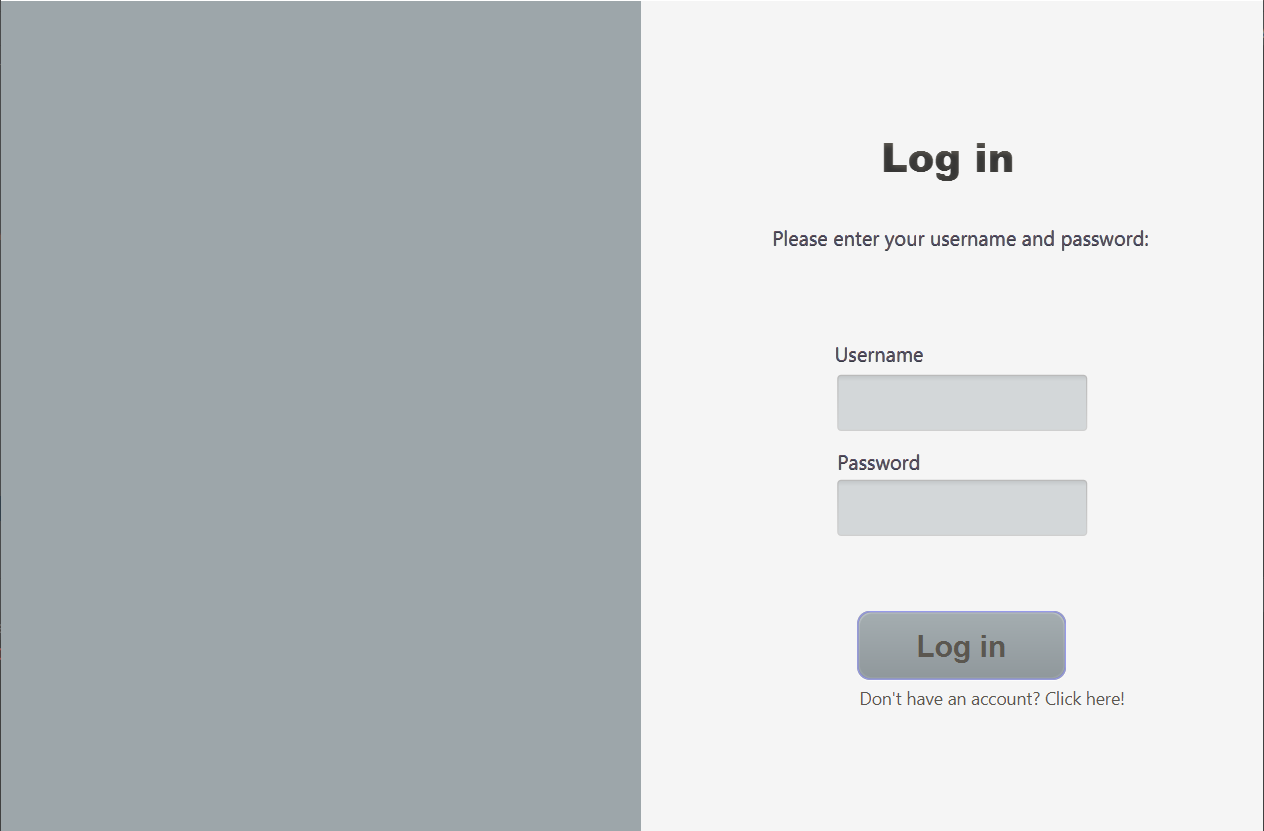 Log in
Please enter your username and password:
Username
Password
Log in
Don't have an account? Click here!